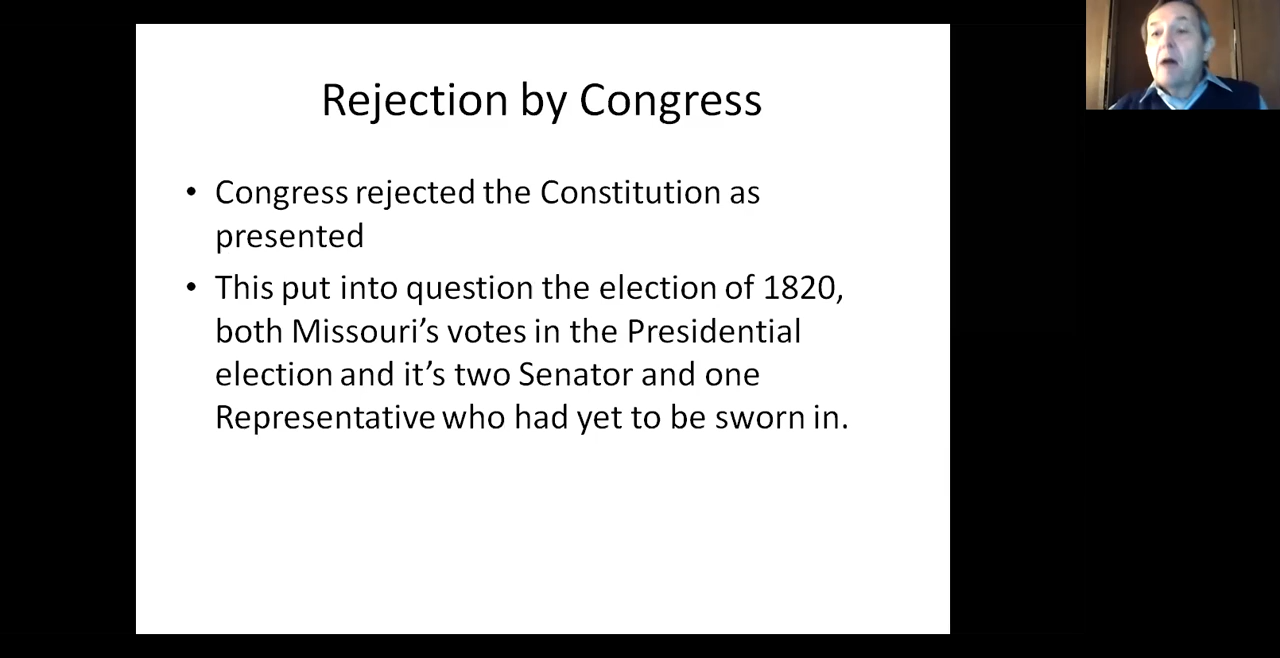 Rejection by Congress
• Congress rejected the Constitution as
presented
• This put into question the election of 1820,
both Missouri’s votes in the Presidential
election and it’s two Senator and one
Representative who had yet to be sworn in.